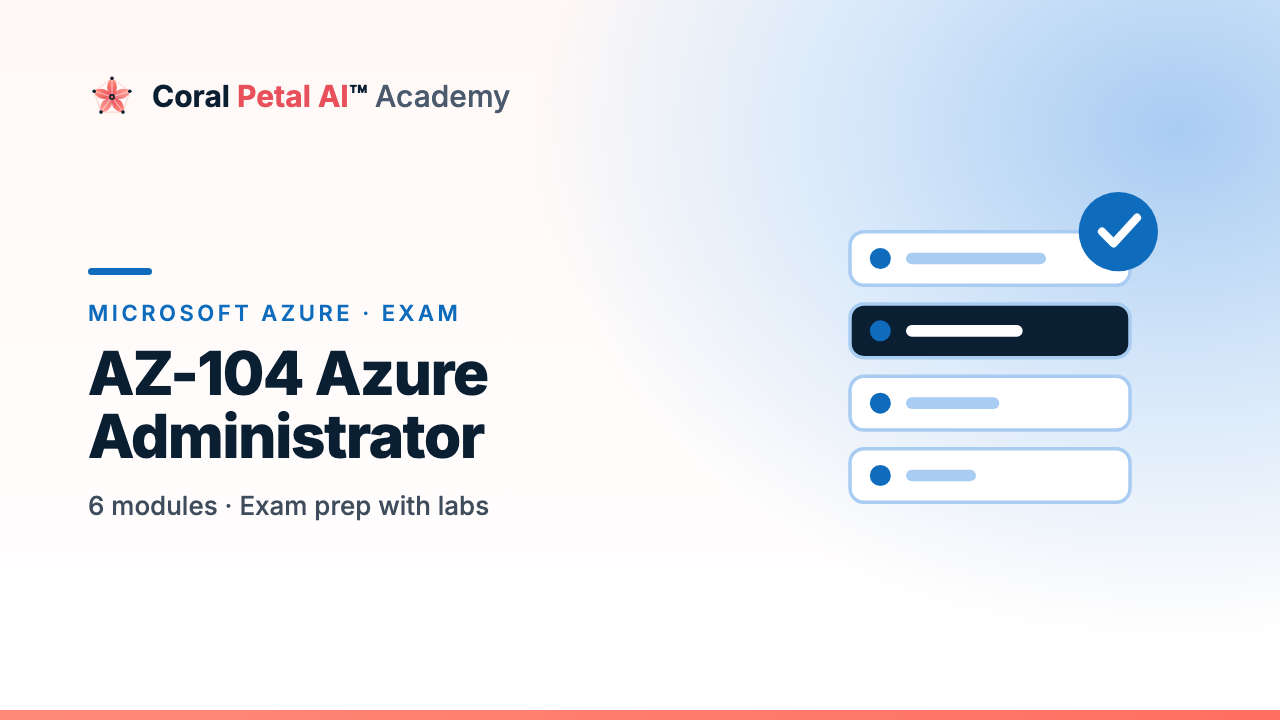 Coral Petal AI™ Academy
MICROSOFT AZURE · EXAM
AZ-104 Azure
Administrator
6 modules · Exam prep with labs